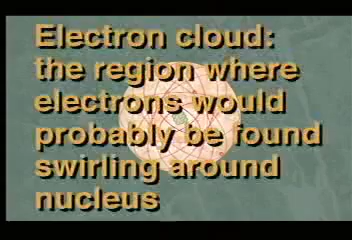 Electron cloud:
the region where
electrons would
probably be found
swirling around
nucleus